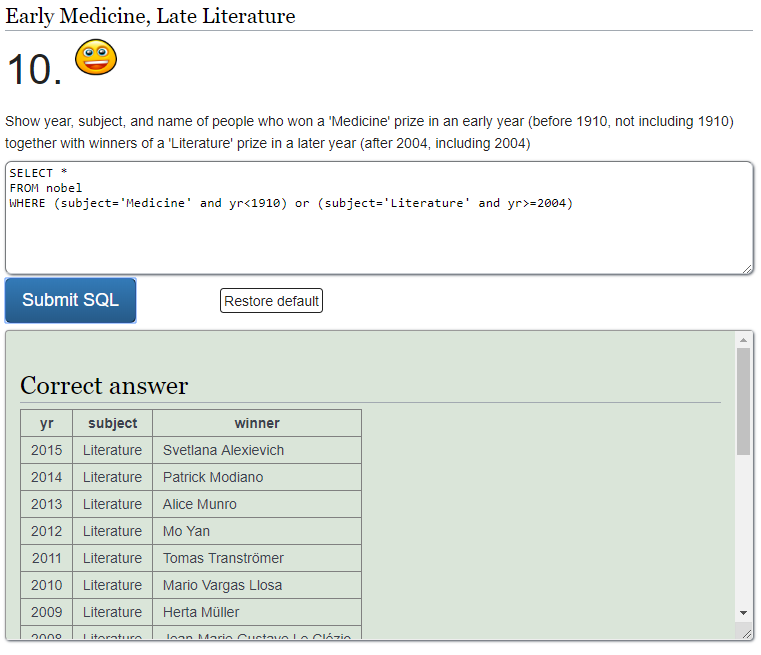 Early Medicine, Late Literature
10.
Show year, subject, and name of people who won a 'Medicine' prize in an early year (before 1910, not including 1910)
together with winners of a 'Literature' prize in a later year (after 2004, including 2004)
SELECT *
FROM nobel
WHERE (subject='Medicine' and yr<1910) or (subject='Literature' and yr>=2004)
Submit SQL Restore default
Correct answer
yr subject winner
2015 Literature Svetlana Alexievich
2014 Literature Patrick Modiano
2013 Literature Alice Munro
2012 Literature Mo Yan
2011 Literature Tomas Tranströmer
2010 Literature Mario Vargas Llosa
2009 Literature Herta Müller
2008 Literature Jean-Marie Gustave Le Clézio